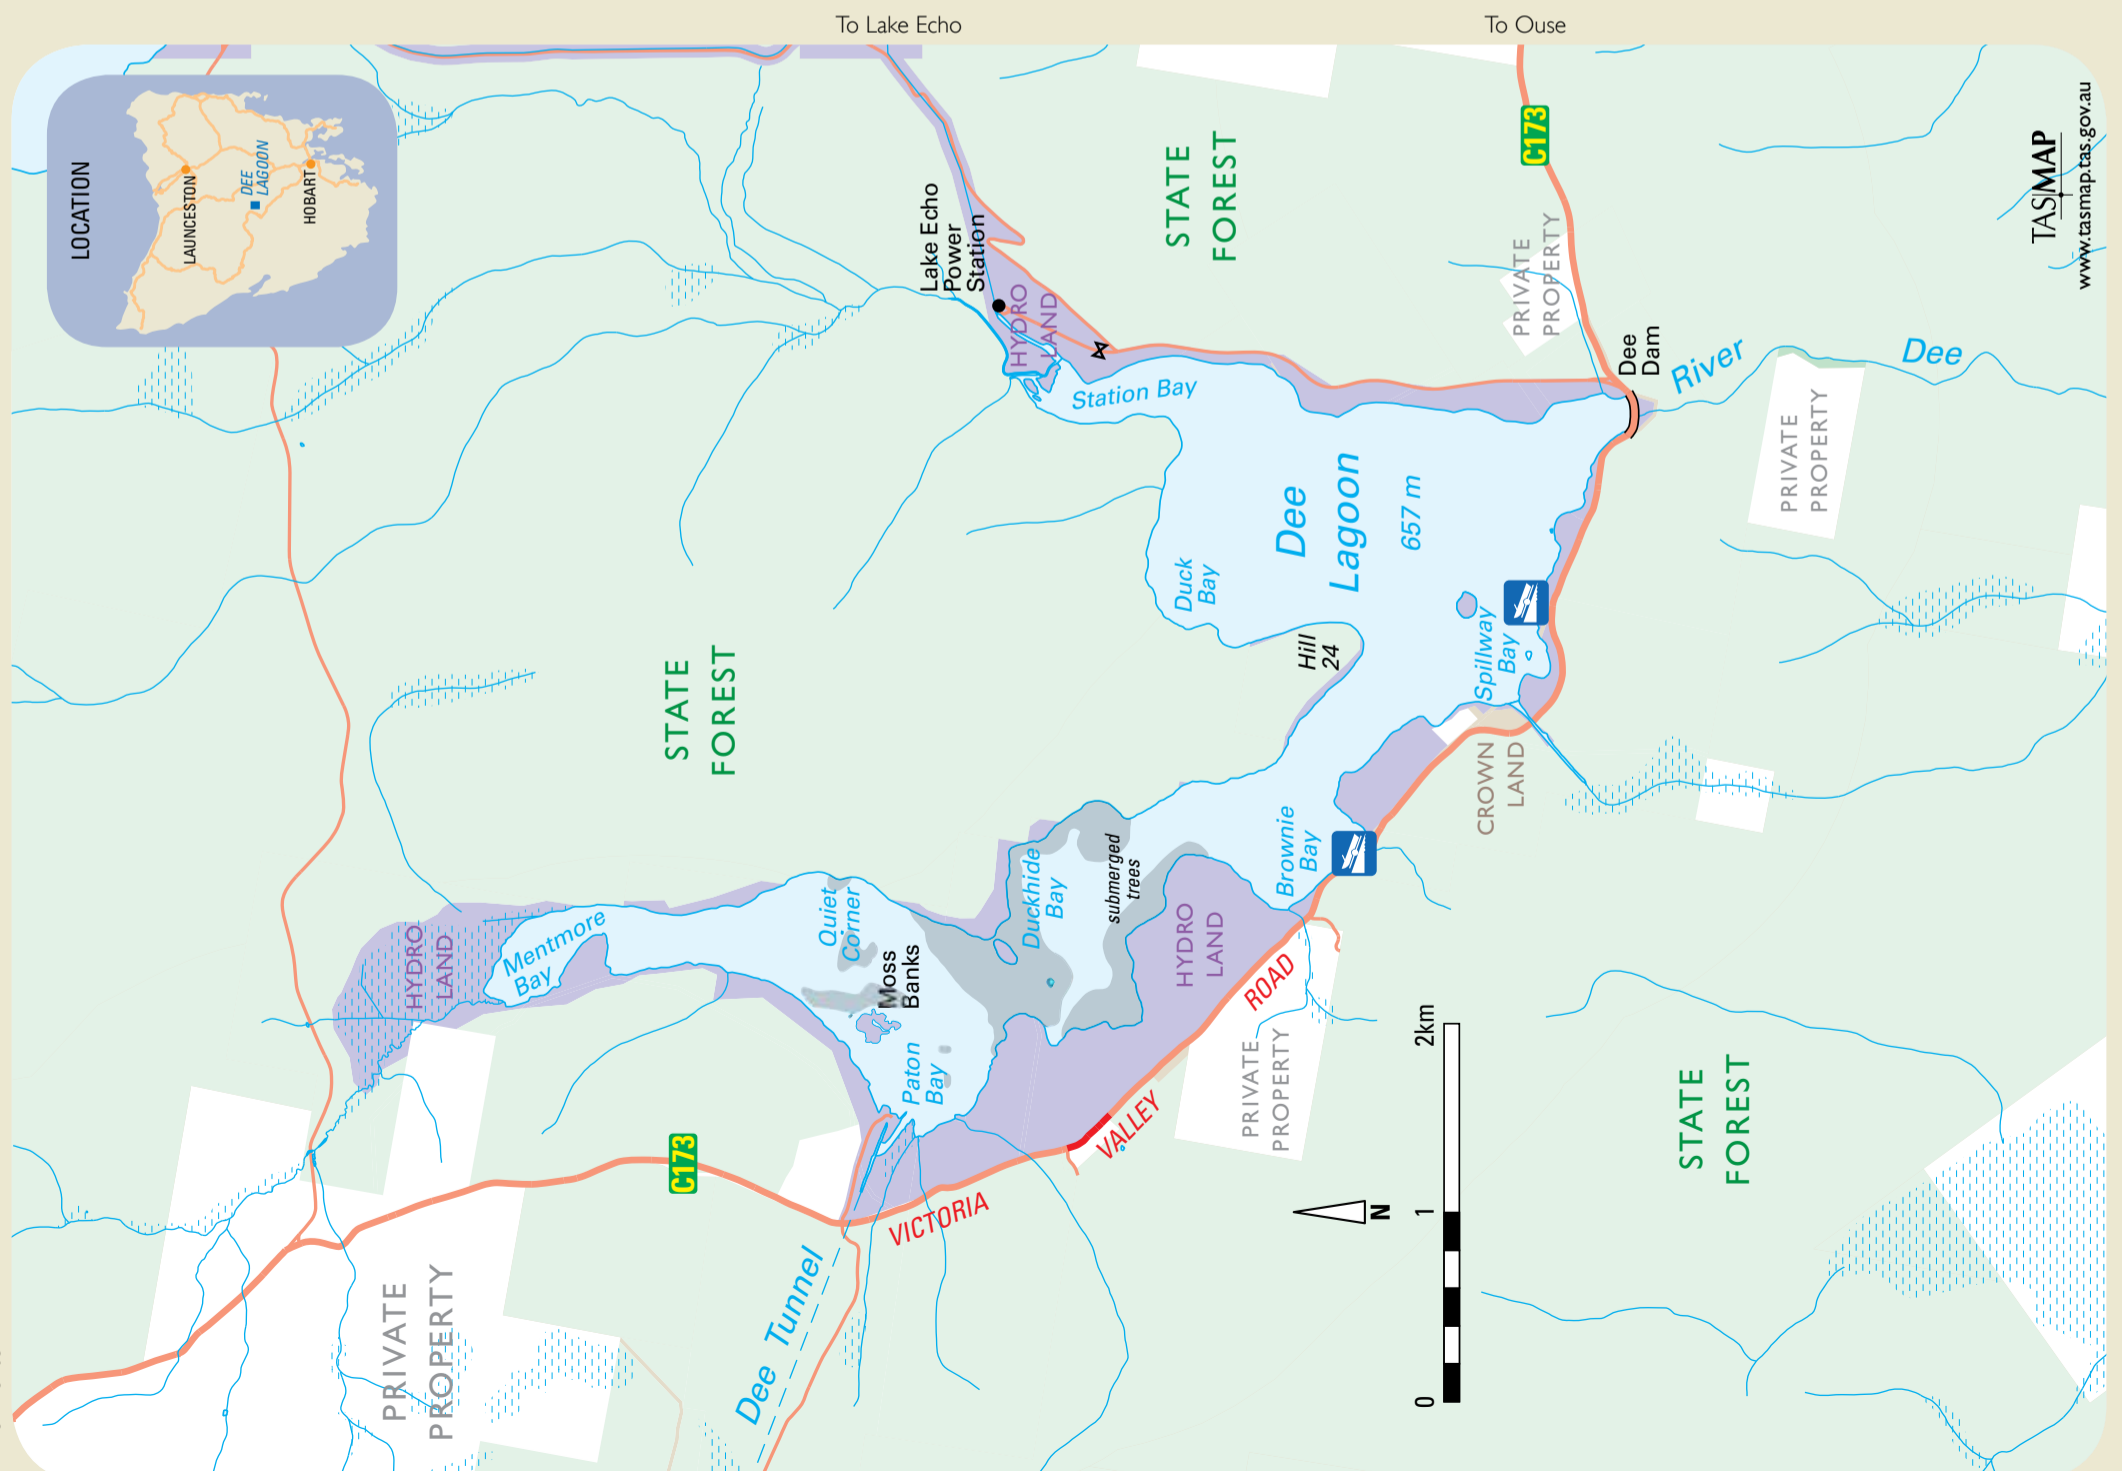 To Lake Echo
To Ouse
LOCATION
LAUNCESTON
DEE
LAGOON
HOBART
C173
TASMAP
www.tasmap.tas.gov.au
STATE
FOREST
Lake Echo
Power
Station
HYDRO
LAND
PRIVATE
PROPERTY
Dee
Dam
River
Dee
Station Bay
PRIVATE
PROPERTY
Dee
Lagoon
657 m
Duck
Bay
Hill
24
Spillway
Bay
STATE
FOREST
CROWN
LAND
Brownie
Bay
submerged
trees
Duckhide
Bay
Quiet
Corner
Mentmore
Bay
HYDRO
LAND
Moss
Banks
HYDRO
LAND
ROAD
Paton
Bay
PRIVATE
PROPERTY
VALLEY
C173
VICTORIA
N
2km
1
0
STATE
FOREST
Dee Tunnel
PRIVATE
PROPERTY